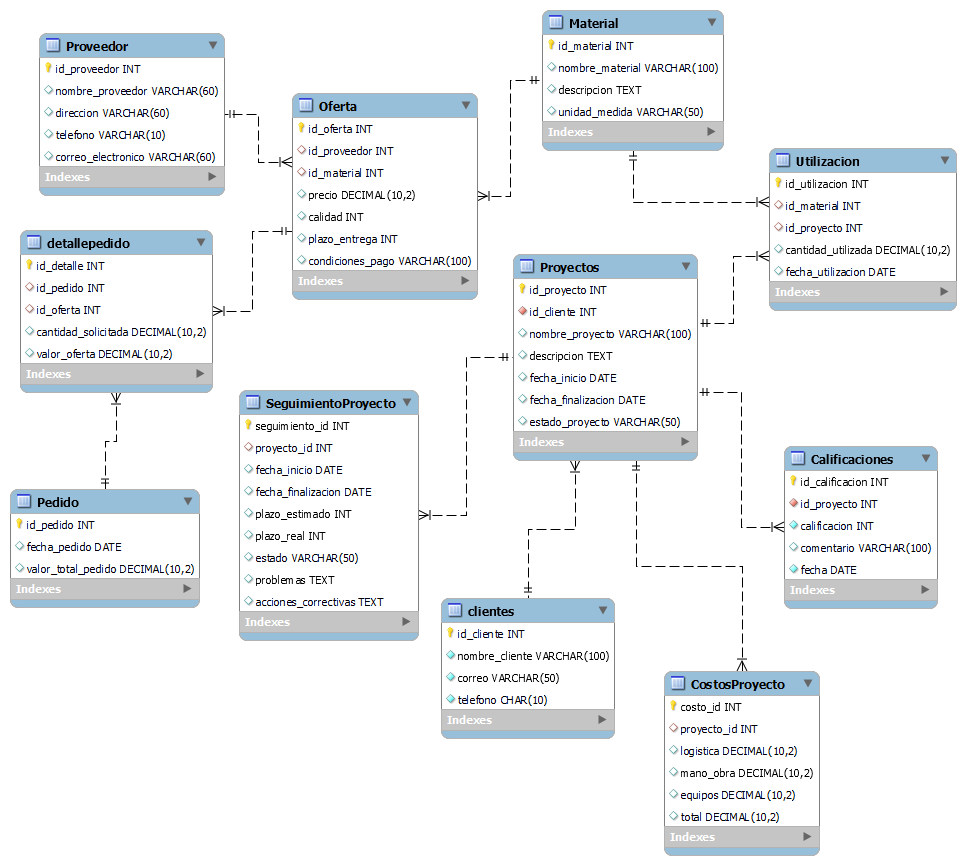 Proveedor
id_proveedor INT
nombre_proveedor VARCHAR(60)
direccion VARCHAR(60)
telefono VARCHAR(10)
correo_electronico VARCHAR(60)
Indexes
Oferta
id_oferta INT
id_proveedor INT
id_material INT
precio DECIMAL(10,2)
calidad INT
plazo_entrega INT
condiciones_pago VARCHAR(100)
Indexes
Material
id_material INT
nombre_material VARCHAR(100)
descripcion TEXT
unidad_medida VARCHAR(50)
Indexes
Utilizacion
id_utilizacion INT
id_material INT
id_proyecto INT
cantidad_utilizada DECIMAL(10,2)
fecha_utilizacion DATE
Indexes
detallepedido
id_detalle INT
id_pedido INT
id_oferta INT
cantidad_solicitada DECIMAL(10,2)
valor_oferta DECIMAL(10,2)
Indexes
Proyectos
id_proyecto INT
id_cliente INT
nombre_proyecto VARCHAR(100)
descripcion TEXT
fecha_inicio DATE
fecha_finalizacion DATE
estado_proyecto VARCHAR(50)
Indexes
SeguimientoProyecto
seguimiento_id INT
proyecto_id INT
fecha_inicio DATE
fecha_finalizacion DATE
plazo_estimado INT
plazo_real INT
estado VARCHAR(50)
problemas TEXT
acciones_correctivas TEXT
Indexes
Calificaciones
id_calificacion INT
id_proyecto INT
calificacion INT
comentario VARCHAR(100)
fecha DATE
Indexes
Pedido
id_pedido INT
fecha_pedido DATE
valor_total_pedido DECIMAL(10,2)
Indexes
clientes
id_cliente INT
nombre_cliente VARCHAR(100)
correo VARCHAR(50)
telefono CHAR(10)
Indexes
CostosProyecto
costo_id INT
proyecto_id INT
logistica DECIMAL(10,2)
mano_obra DECIMAL(10,2)
equipos DECIMAL(10,2)
total DECIMAL(10,2)
Indexes